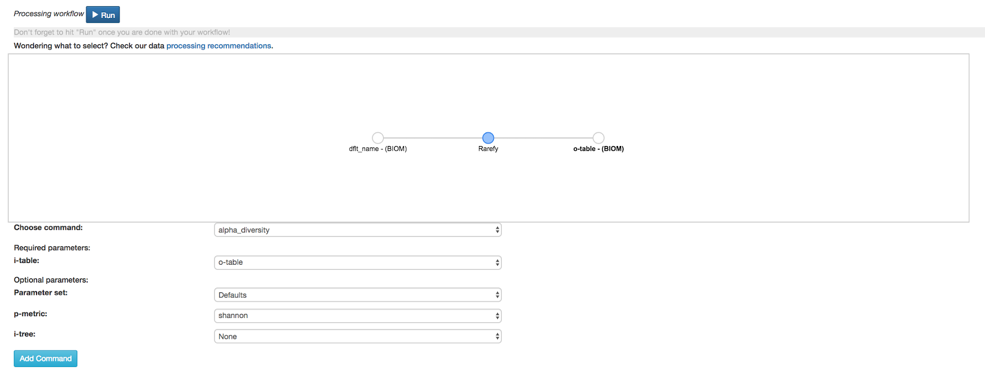 Processing workflow Run
Don't forget to hit "Run" once you are done with your workflow!
Wondering what to select? Check our data processing recommendations.
dflt_name - (BIOM) Rarefy o-table - (BIOM)
Choose command: alpha_diversity
Required parameters:
i-table: o-table
Optional parameters:
Parameter set: Defaults
p-metric: shannon
i-tree: None
Add Command